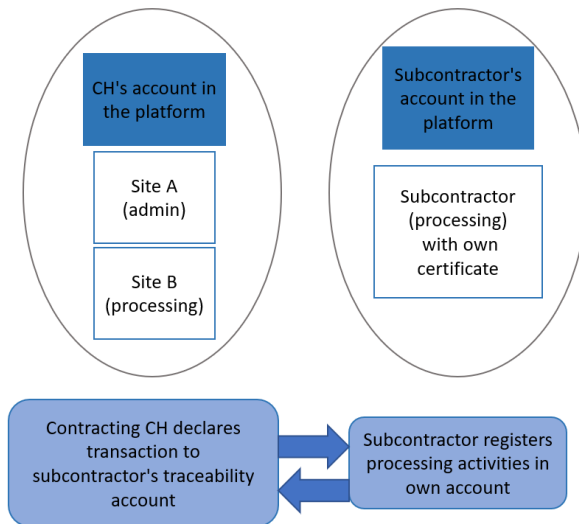 CH's account in
the platform
Site A
(admin)
Site B
(processing)
Subcontractor's
account in the
platform
Subcontractor
(processing)
with own
certificate
Contracting CH declares
transaction to
subcontractor's traceability
account
Subcontractor registers
processing activities in
own account